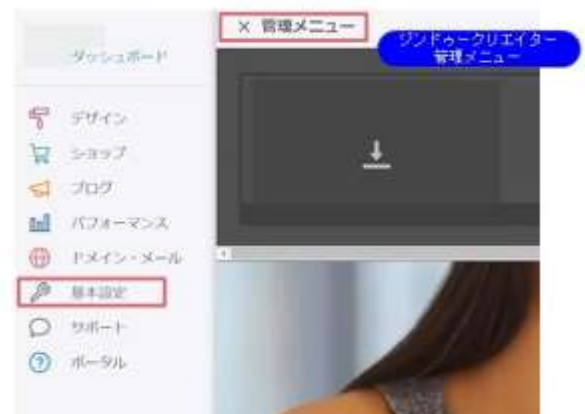 × 管理メニュー
ジンドゥークリエイター
管理メニュー
ダッシュボード
デザイン
ショップ
ブログ
パフォーマンス
ドメイン・メール
基本設定
サポート
ポータル